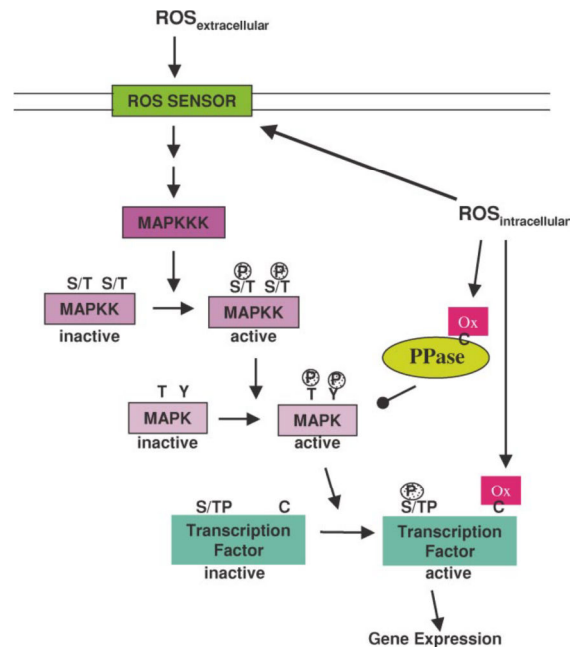 ROSextracellular
ROS SENSOR
MAPKKK
ROSintracellular
P P
S/T S/T S/T S/T
MAPKK MAPKK
inactive active
Ox
C
PPase
P P
T Y T Y
MAPK MAPK
inactive active
P Ox
S/TP C S/TP C
Transcription Transcription
Factor Factor
inactive active
Gene Expression